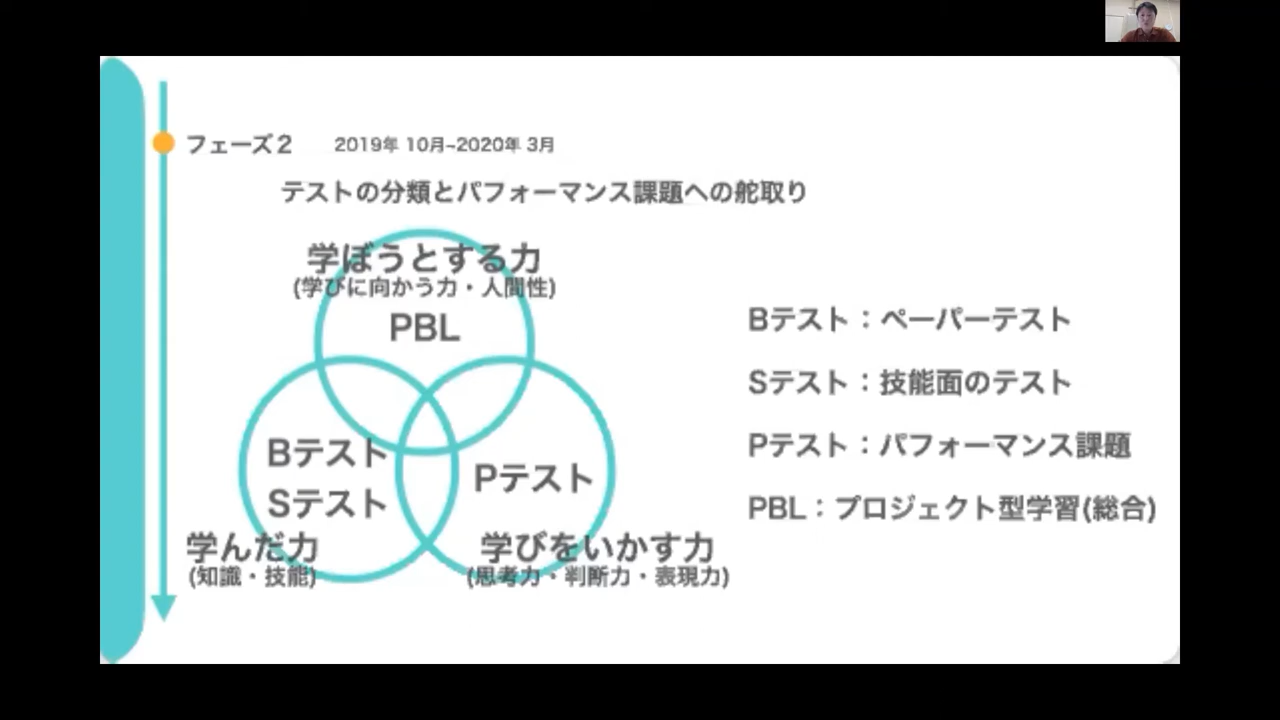 フェーズ2 2019年 10月~2020年 3月
テストの分類とパフォーマンス課題への舵取り
学ぼうとする力
(学びに向かう力・人間性)
PBL
Bテスト
Sテスト
学んだ力
(知識・技能)
Pテスト
学びをいかす力
(思考力・判断力・表現力)
Bテスト：ペーパーテスト
Sテスト：技能面のテスト
Pテスト：パフォーマンス課題
PBL：プロジェクト型学習(総合)